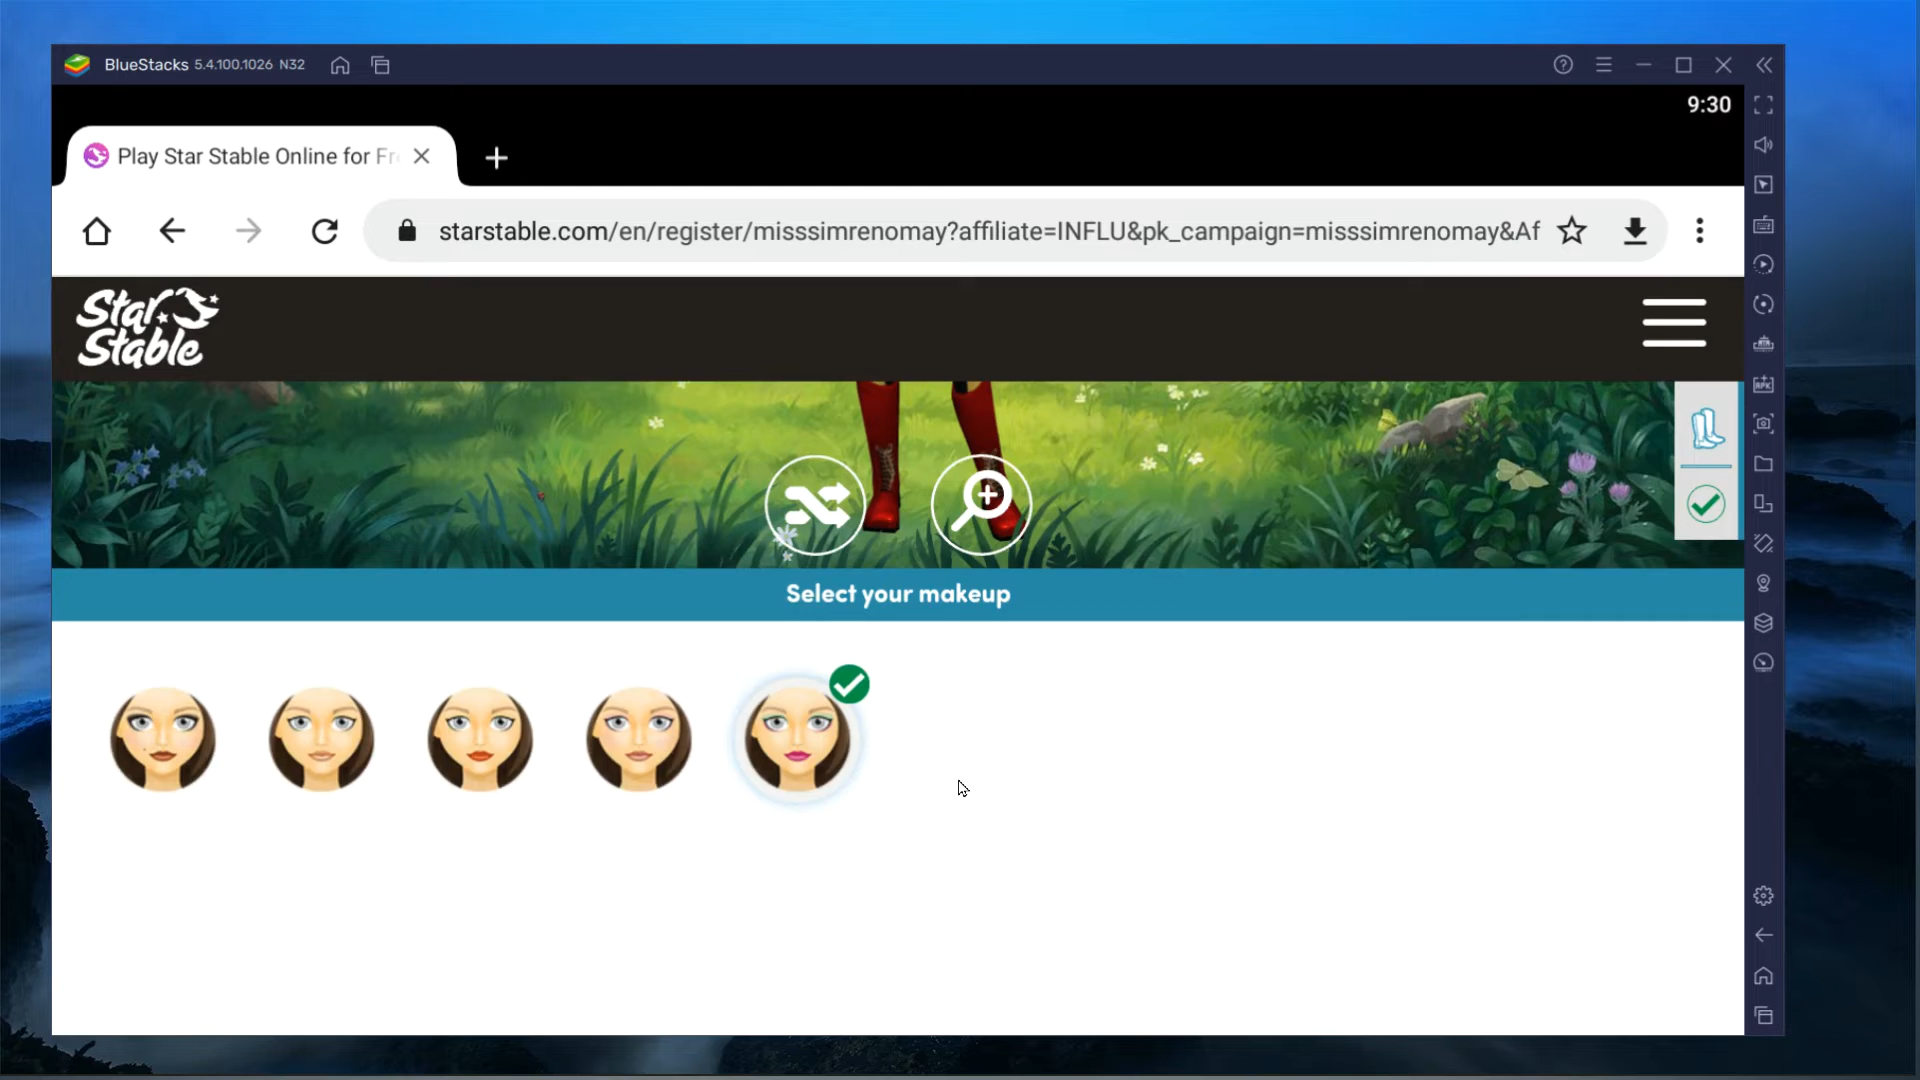 BlueStacks 5.4.100.1026 N32
9:30
Play Star Stable Online for Fr
starstable.com/en/register/misssimrenomay?affiliate=INFLU&pk_campaign=misssimrenomay&Af
Star
Stable
APK
Select your makeup